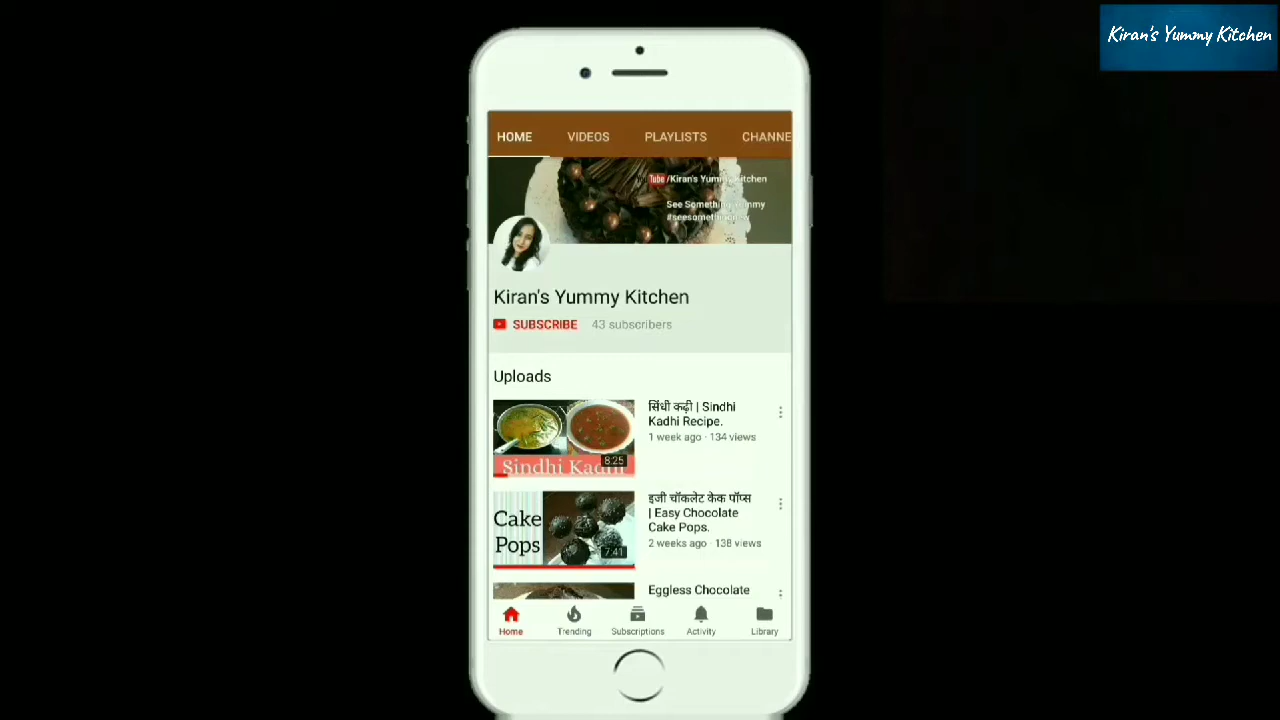 Kiran's Yummy Kitchen
HOME VIDEOS PLAYLISTS CHANNE
Tube /Kiran's Yummy Kitchen
See Something Yummy
#seesomethingnew
Kiran's Yummy Kitchen
SUBSCRIBE 43 subscribers
Uploads
सिंधी कढ़ी | Sindhi
Kadhi Recipe.
1 week ago · 134 views
8:25
Sindhi Kadhi
इजी चॉकलेट केक पॉप्स
| Easy Chocolate
Cake Pops.
2 weeks ago · 138 views
Cake
Pops
7:41
Eggless Chocolate
Home Trending Subscriptions Activity Library